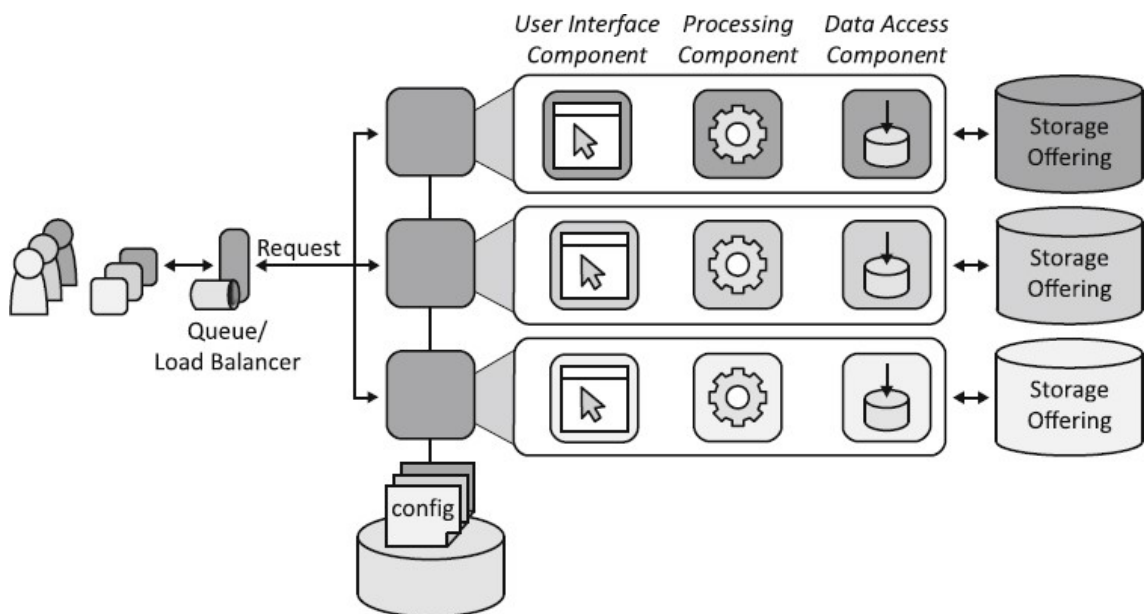 User Interface
Component
Processing
Component
Data Access
Component
Storage
Offering
Request
Queue/
Load Balancer
Storage
Offering
Storage
Offering
config